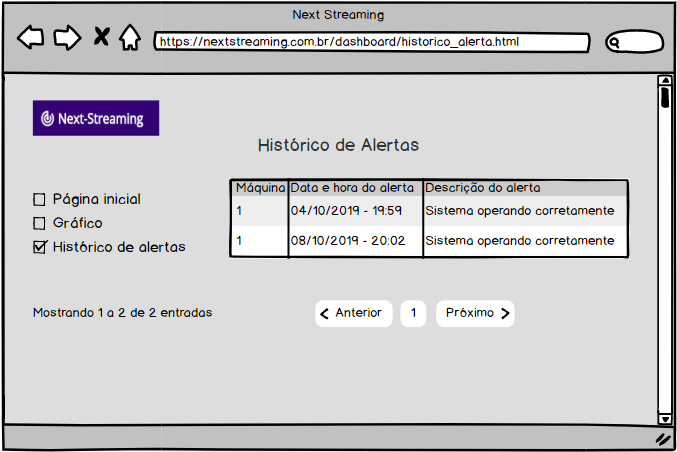 Next Streaming
https://nextstreaming.com.br/dashboard/historico_alerta.html
Next-Streaming
Histórico de Alertas
Página inicial
Gráfico
Histórico de alertas
Máquina Data e hora do alerta Descrição do alerta
1 04/10/2019 - 19:59 Sistema operando corretamente
1 08/10/2019 - 20:02 Sistema operando corretamente
Mostrando 1 a 2 de 2 entradas
Anterior 1 Próximo